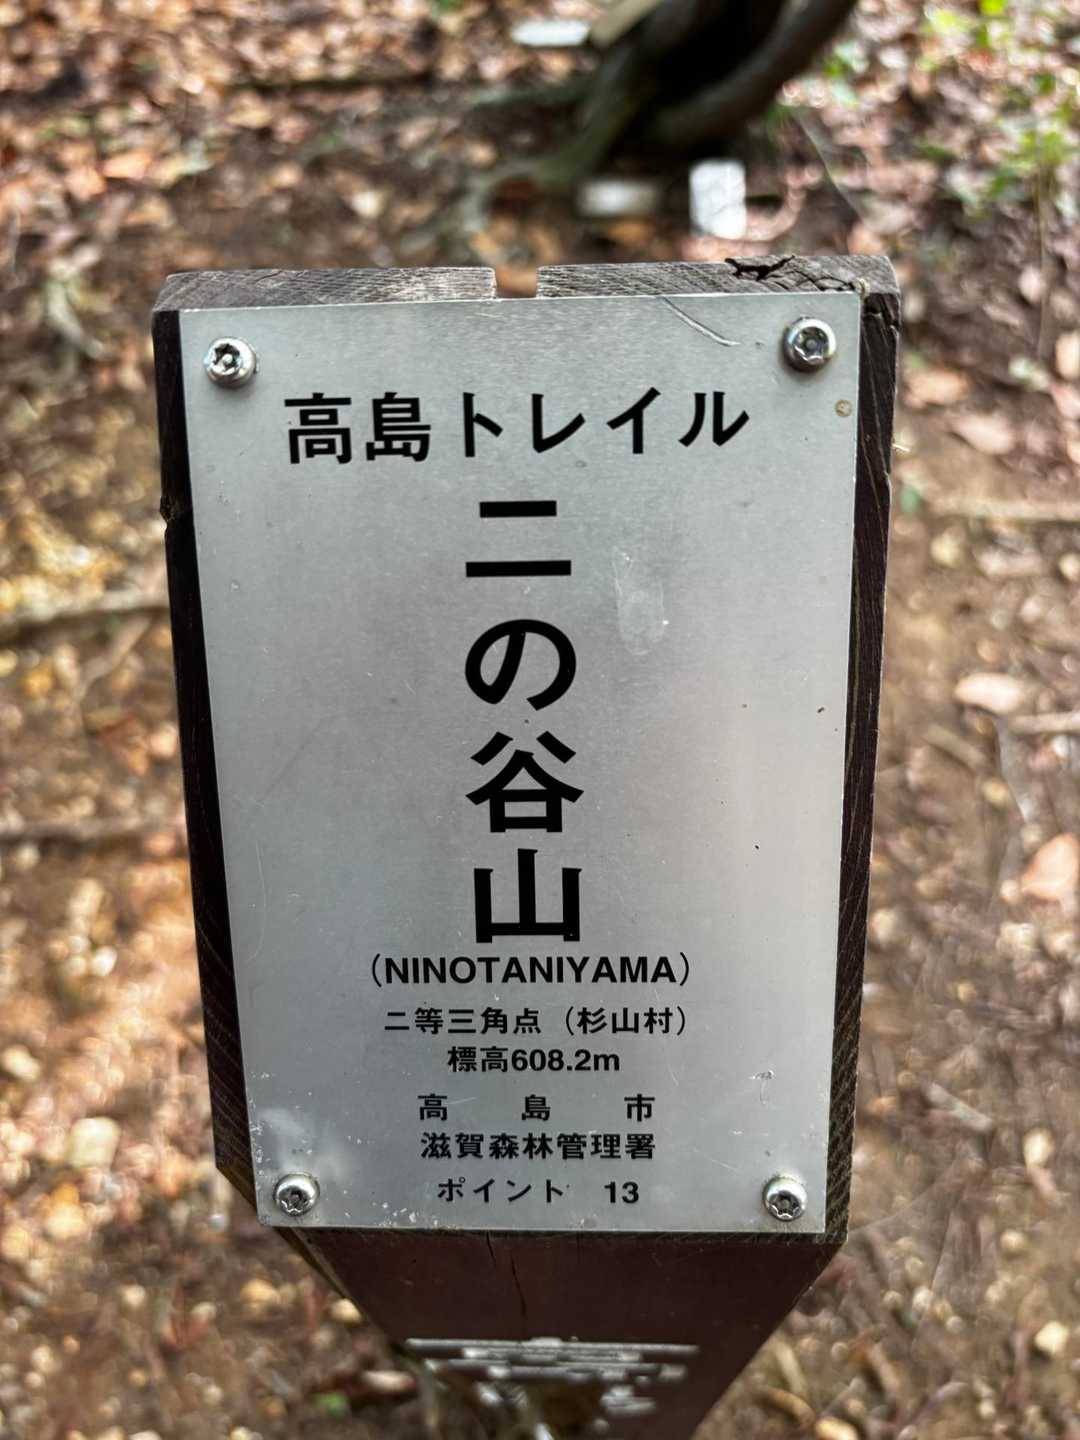 高島トレイル
二の谷山
(NINOTANIYAMA)
二等三角点（杉山村）
標高608.2m
高島市
滋賀森林管理署
ポイント 13